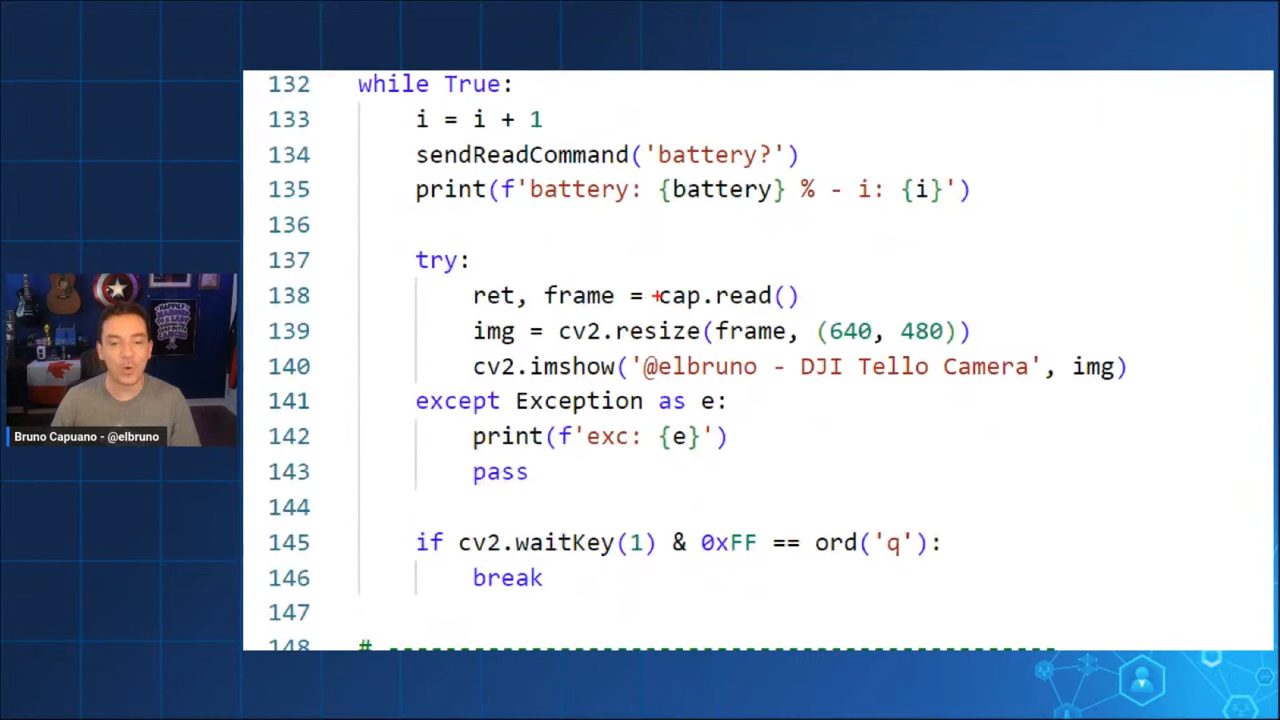 132 while True:
133 i = i + 1
134 sendReadCommand('battery?')
135 print(f'battery: {battery} % - i: {i}')
136
137 try:
138 ret, frame = cap.read()
139 img = cv2.resize(frame, (640, 480))
140 cv2.imshow('@elbruno - DJI Tello Camera', img)
141 except Exception as e:
142 print(f'exc: {e}')
143 pass
144
145 if cv2.waitKey(1) & 0xFF == ord('q'):
146 break
147
148 # -----------------------------------------------
Bruno Capuano - @elbruno